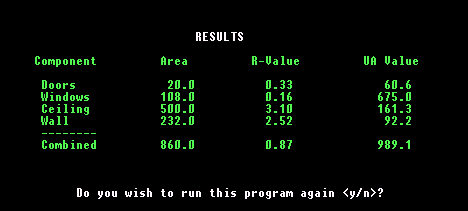 RESULTS
Component Area R-Value UA Value
Doors 20.0 0.33 60.6
Windows 108.0 0.16 675.0
Ceiling 500.0 3.10 161.3
Wall 232.0 2.52 92.2
--------
Combined 860.0 0.87 989.1
Do you wish to run this program again <y/n>?